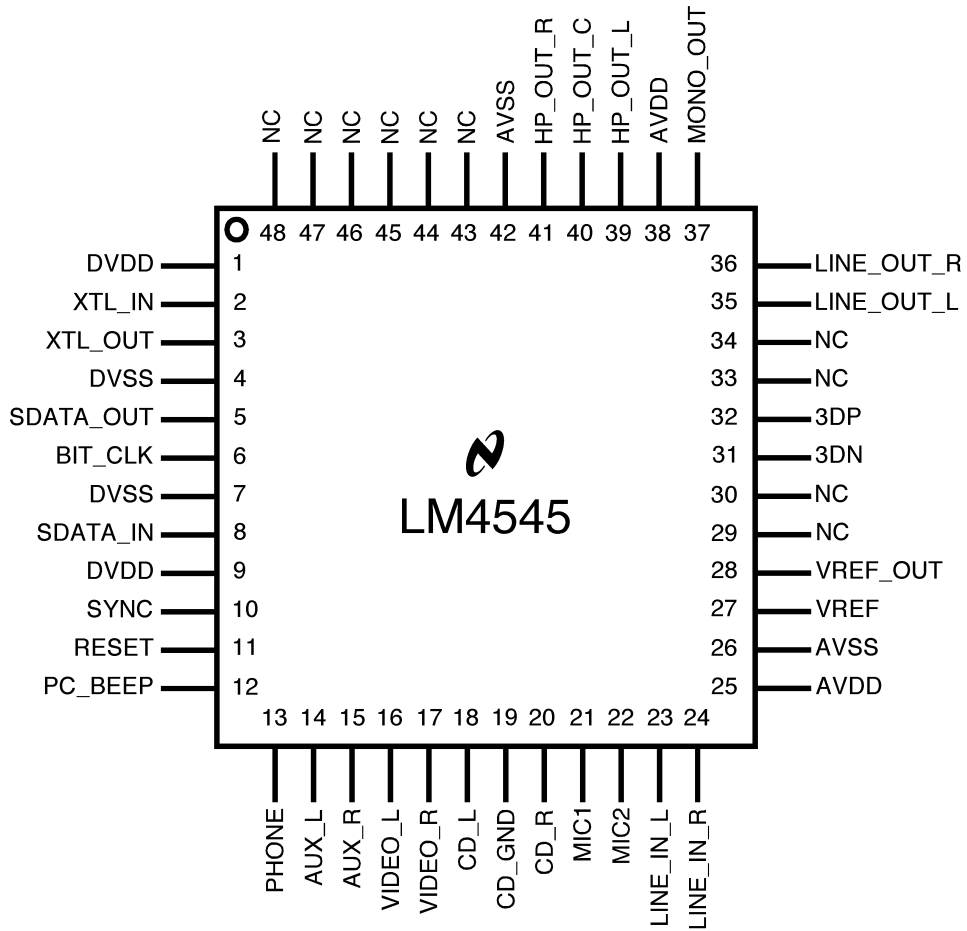 NC
NC
NC
NC
NC
NC
AVSS
HP_OUT_R
HP_OUT_C
HP_OUT_L
AVDD
MONO_OUT
48 47 46 45 44 43 42 41 40 39 38 37
DVDD 1 36 LINE_OUT_R
XTL_IN 2 35 LINE_OUT_L
XTL_OUT 3 34 NC
DVSS 4 33 NC
SDATA_OUT 5 32 3DP
BIT_CLK 6 31 3DN
DVSS 7 30 NC
SDATA_IN 8 29 NC
DVDD 9 28 VREF_OUT
SYNC 10 27 VREF
RESET 11 26 AVSS
PC_BEEP 12 25 AVDD
LM4545
13 14 15 16 17 18 19 20 21 22 23 24
PHONE
AUX_L
AUX_R
VIDEO_L
VIDEO_R
CD_L
CD_GND
CD_R
MIC1
MIC2
LINE_IN_L
LINE_IN_R